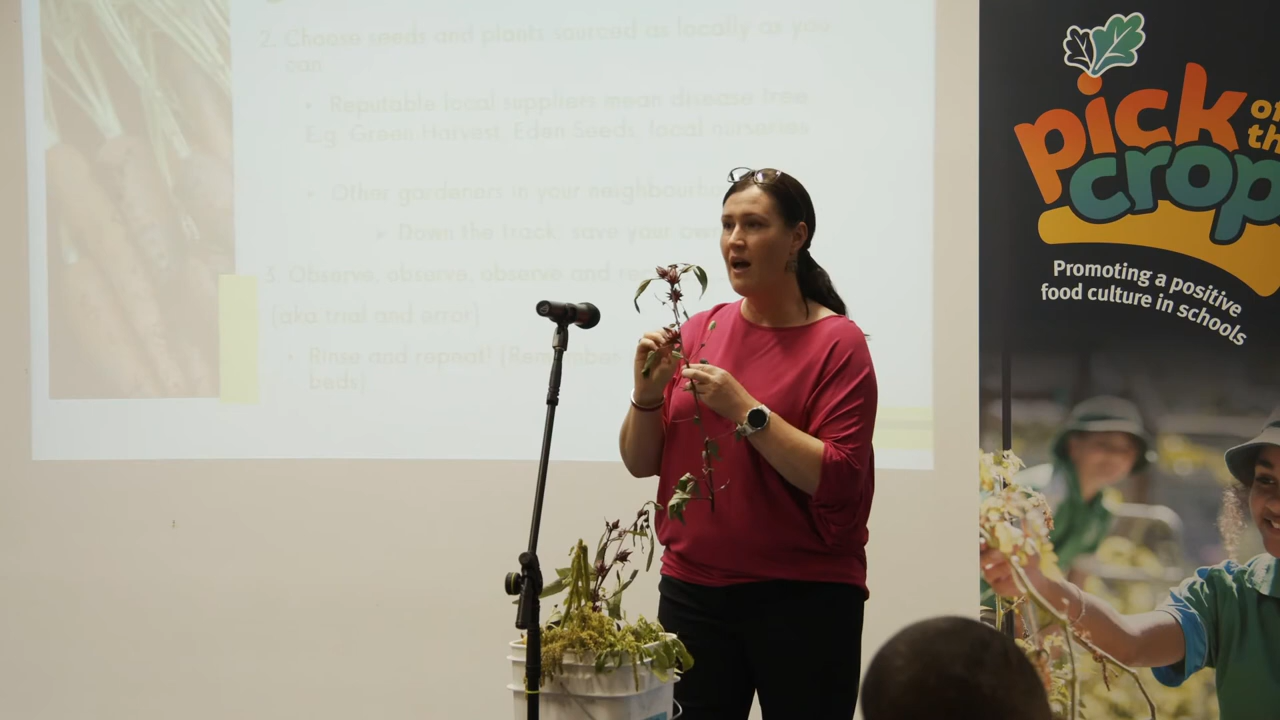 2. Choose seeds and plants sourced as locally as you
can
• Reputable local suppliers mean disease free
E.g. Green Harvest, Eden Seeds, local nurseries
• Other gardeners in your
• Down the track, save your own
3. Observe, observe, observe and
(aka trial and error)
• Rinse and repeat!
beds)
pick
of
crop
Promoting a positive
food culture in schools